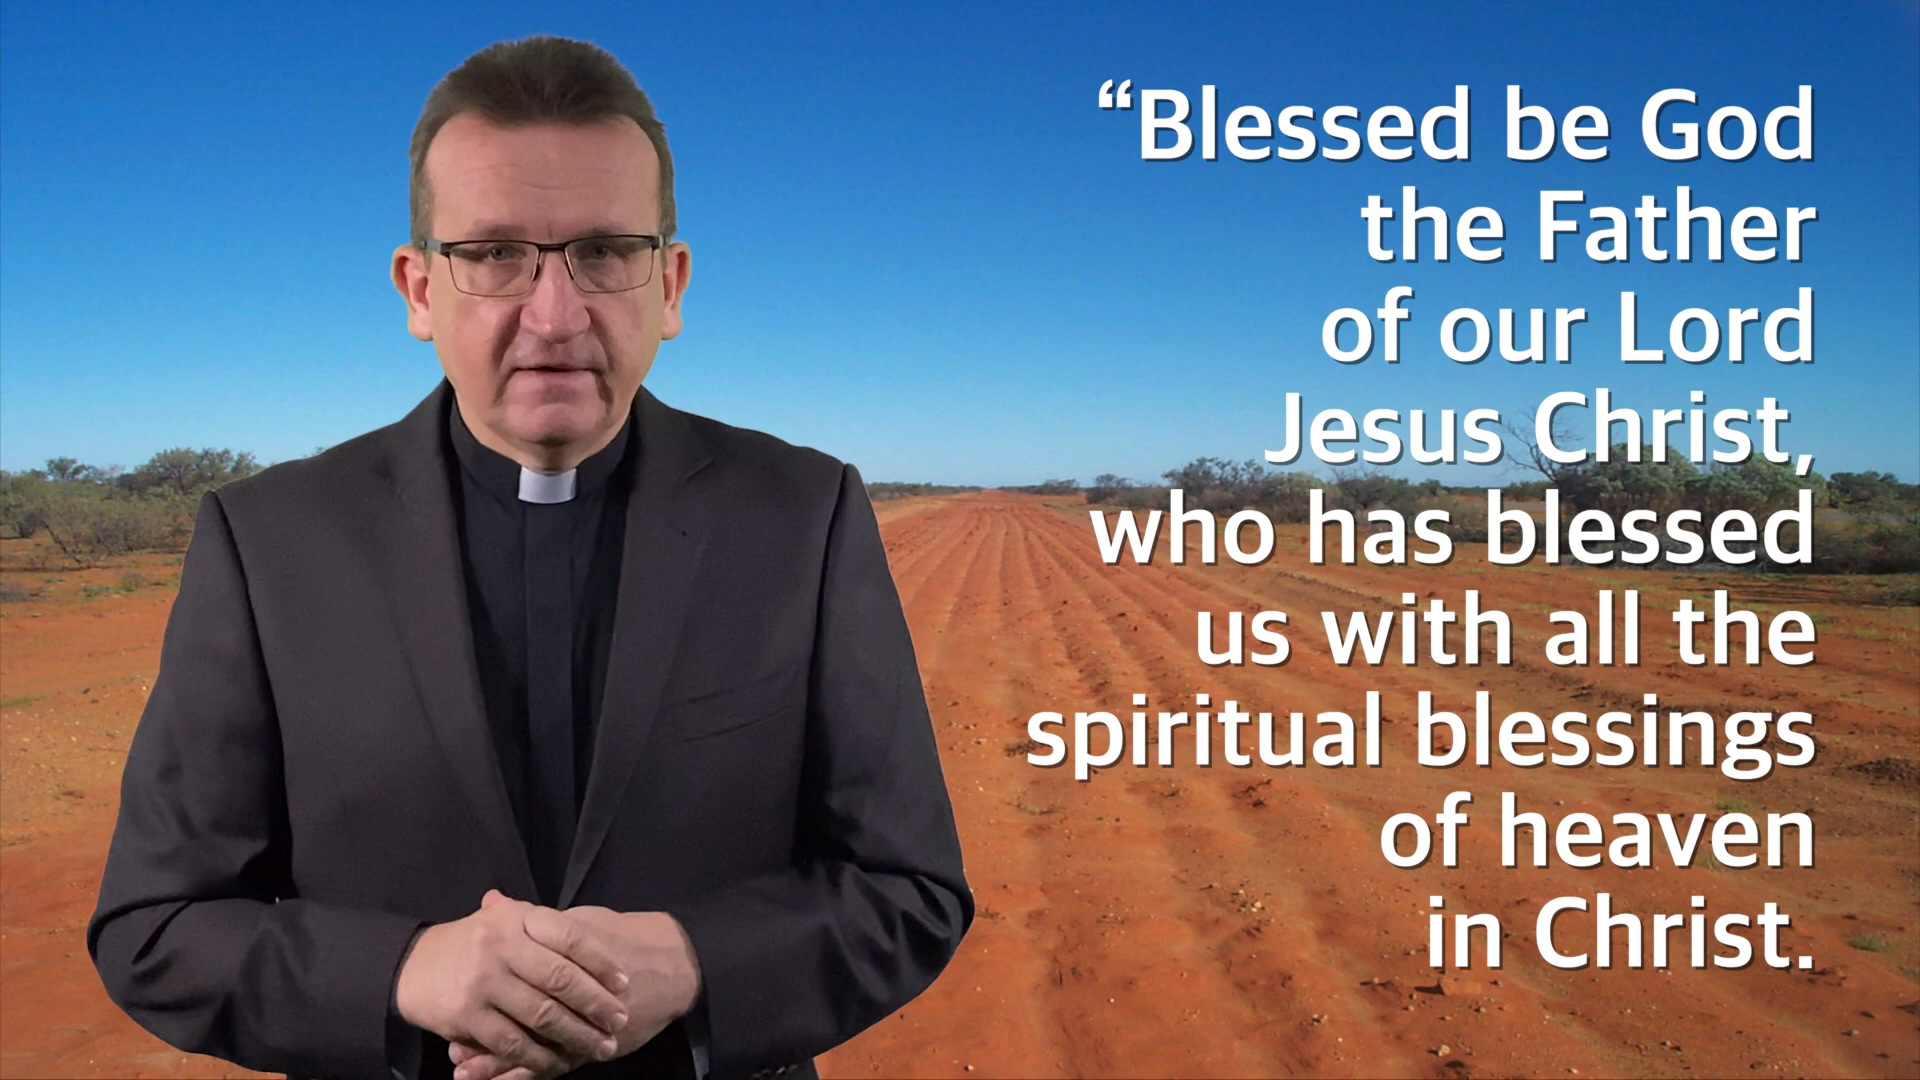 “Blessed be God
the Father
of our Lord
Jesus Christ,
who has blessed
us with all the
spiritual blessings
of heaven
in Christ.